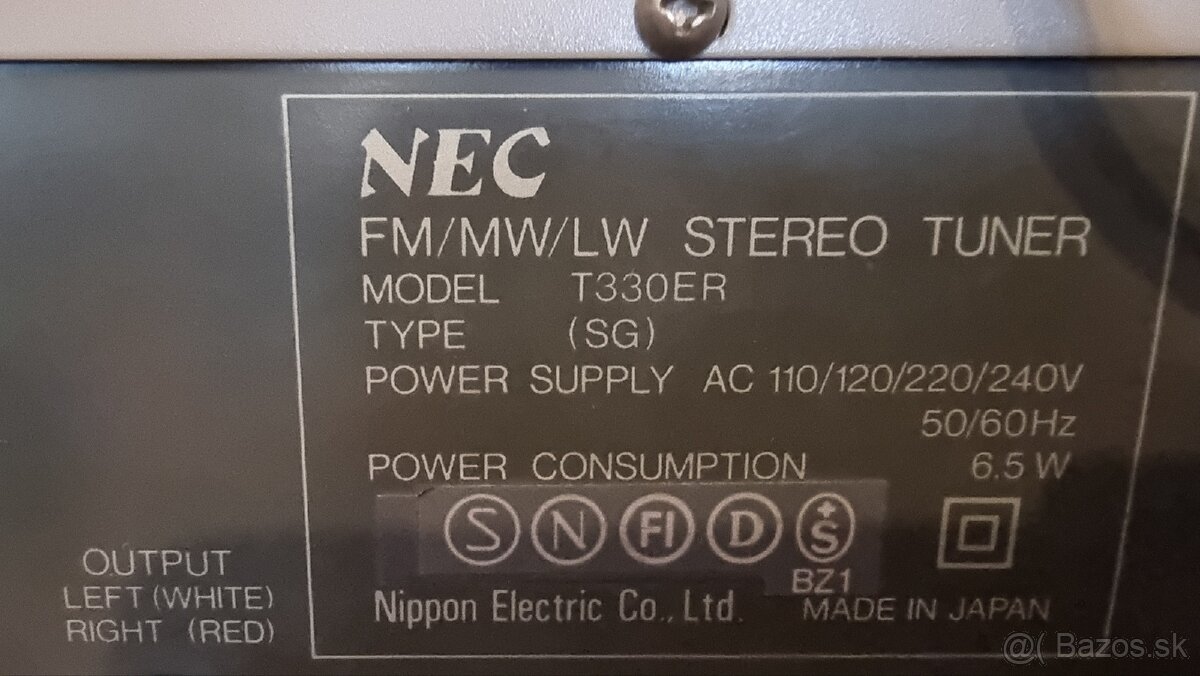 NEC
FM/MW/LW STEREO TUNER
MODEL T330ER
TYPE (SG)
POWER SUPPLY AC 110/120/220/240V
50/60Hz
POWER CONSUMPTION 6.5 W
S N FI D +S
BZ1
Nippon Electric Co., Ltd. MADE IN JAPAN
OUTPUT
LEFT (WHITE)
RIGHT (RED)
@( Bazos.sk